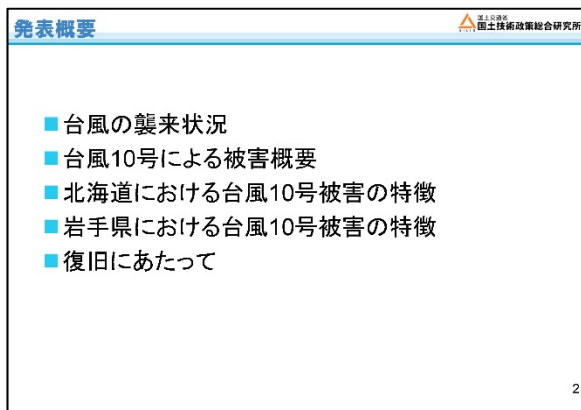 発表概要
国土交通省
国土技術政策総合研究所
■台風の襲来状況
■台風10号による被害概要
■北海道における台風10号被害の特徴
■岩手県における台風10号被害の特徴
■復旧にあたって
2